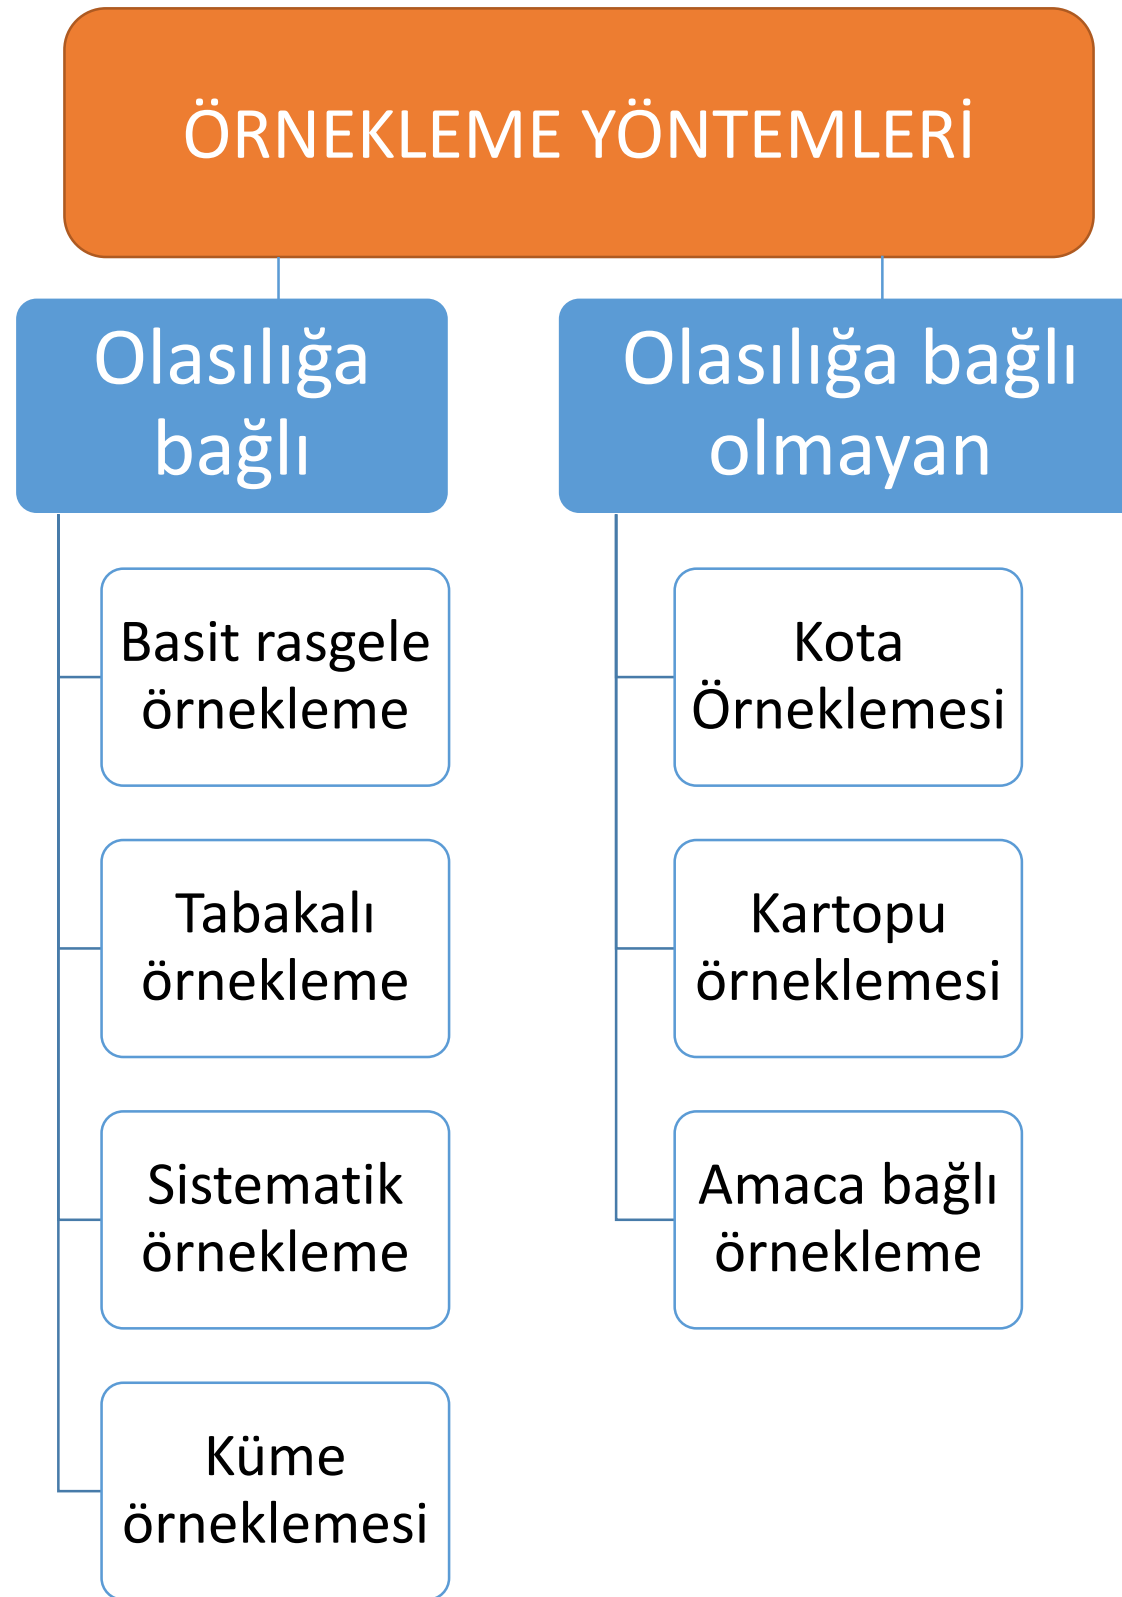 ÖRNEKLEME YÖNTEMLERİ
Olasılığa
bağlı
Basit rasgele
örnekleme
Tabakalı
örnekleme
Sistematik
örnekleme
Küme
örneklemesi
Olasılığa bağlı
olmayan
Kota
Örneklemesi
Kartopu
örneklemesi
Amaca bağlı
örnekleme